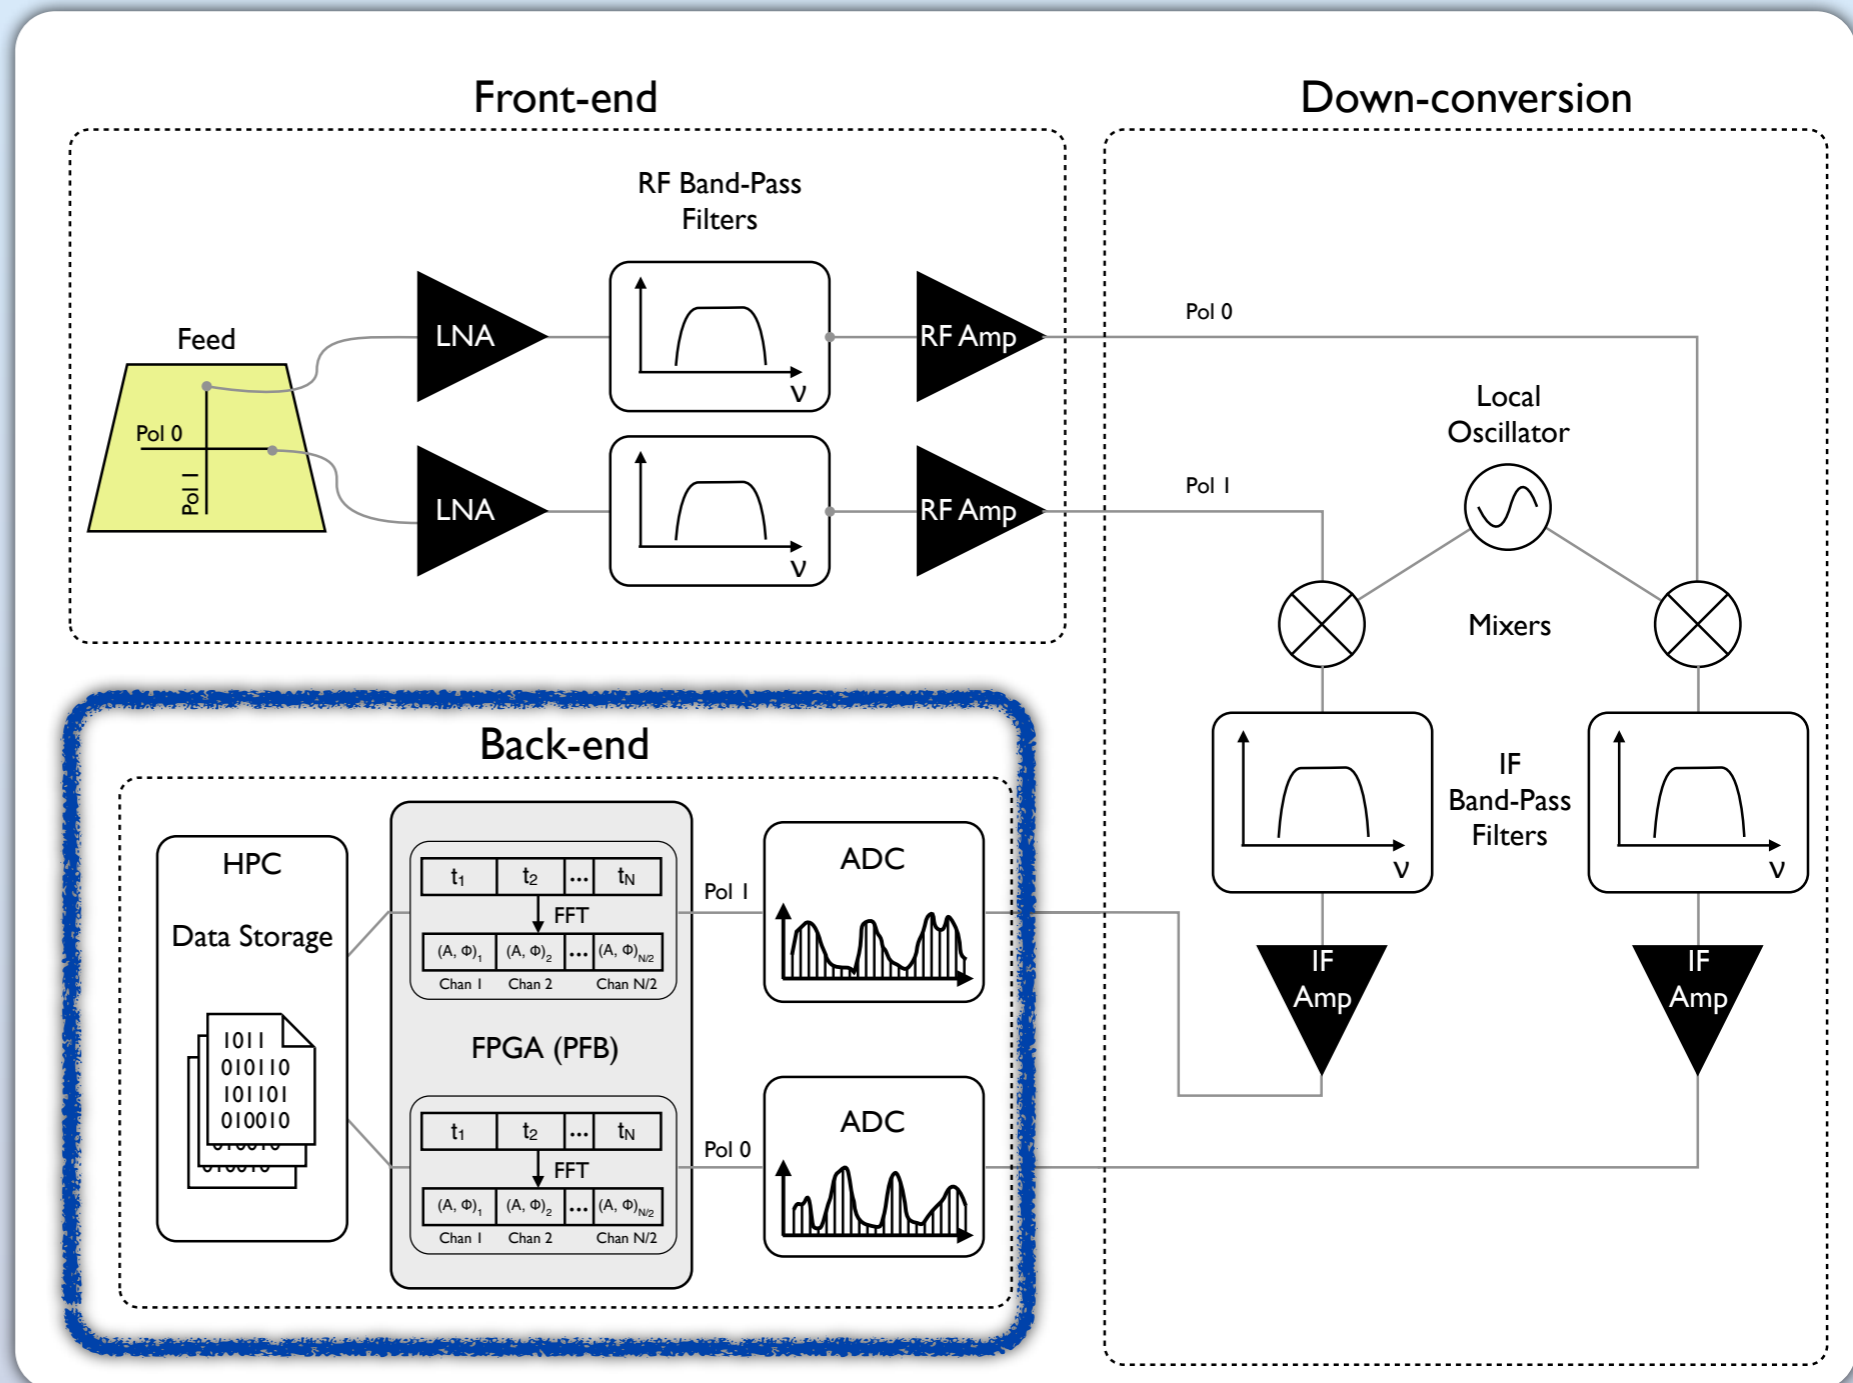 Front-end
Down-conversion
RF Band-Pass
Filters
Feed
Pol 0
Pol 1
LNA
ν
RF Amp
LNA
ν
RF Amp
Pol 0
Pol 1
Local
Oscillator
Mixers
IF
Band-Pass
Filters
ν
ν
IF
Amp
IF
Amp
Back-end
HPC
Data Storage
1011
010110
101101
010010
t1 t2 ... tN
FFT
(A, Φ)1 (A, Φ)2 ... (A, Φ)N/2
Chan 1 Chan 2 Chan N/2
Pol 1
ADC
FPGA (PFB)
t1 t2 ... tN
FFT
(A, Φ)1 (A, Φ)2 ... (A, Φ)N/2
Chan 1 Chan 2 Chan N/2
Pol 0
ADC